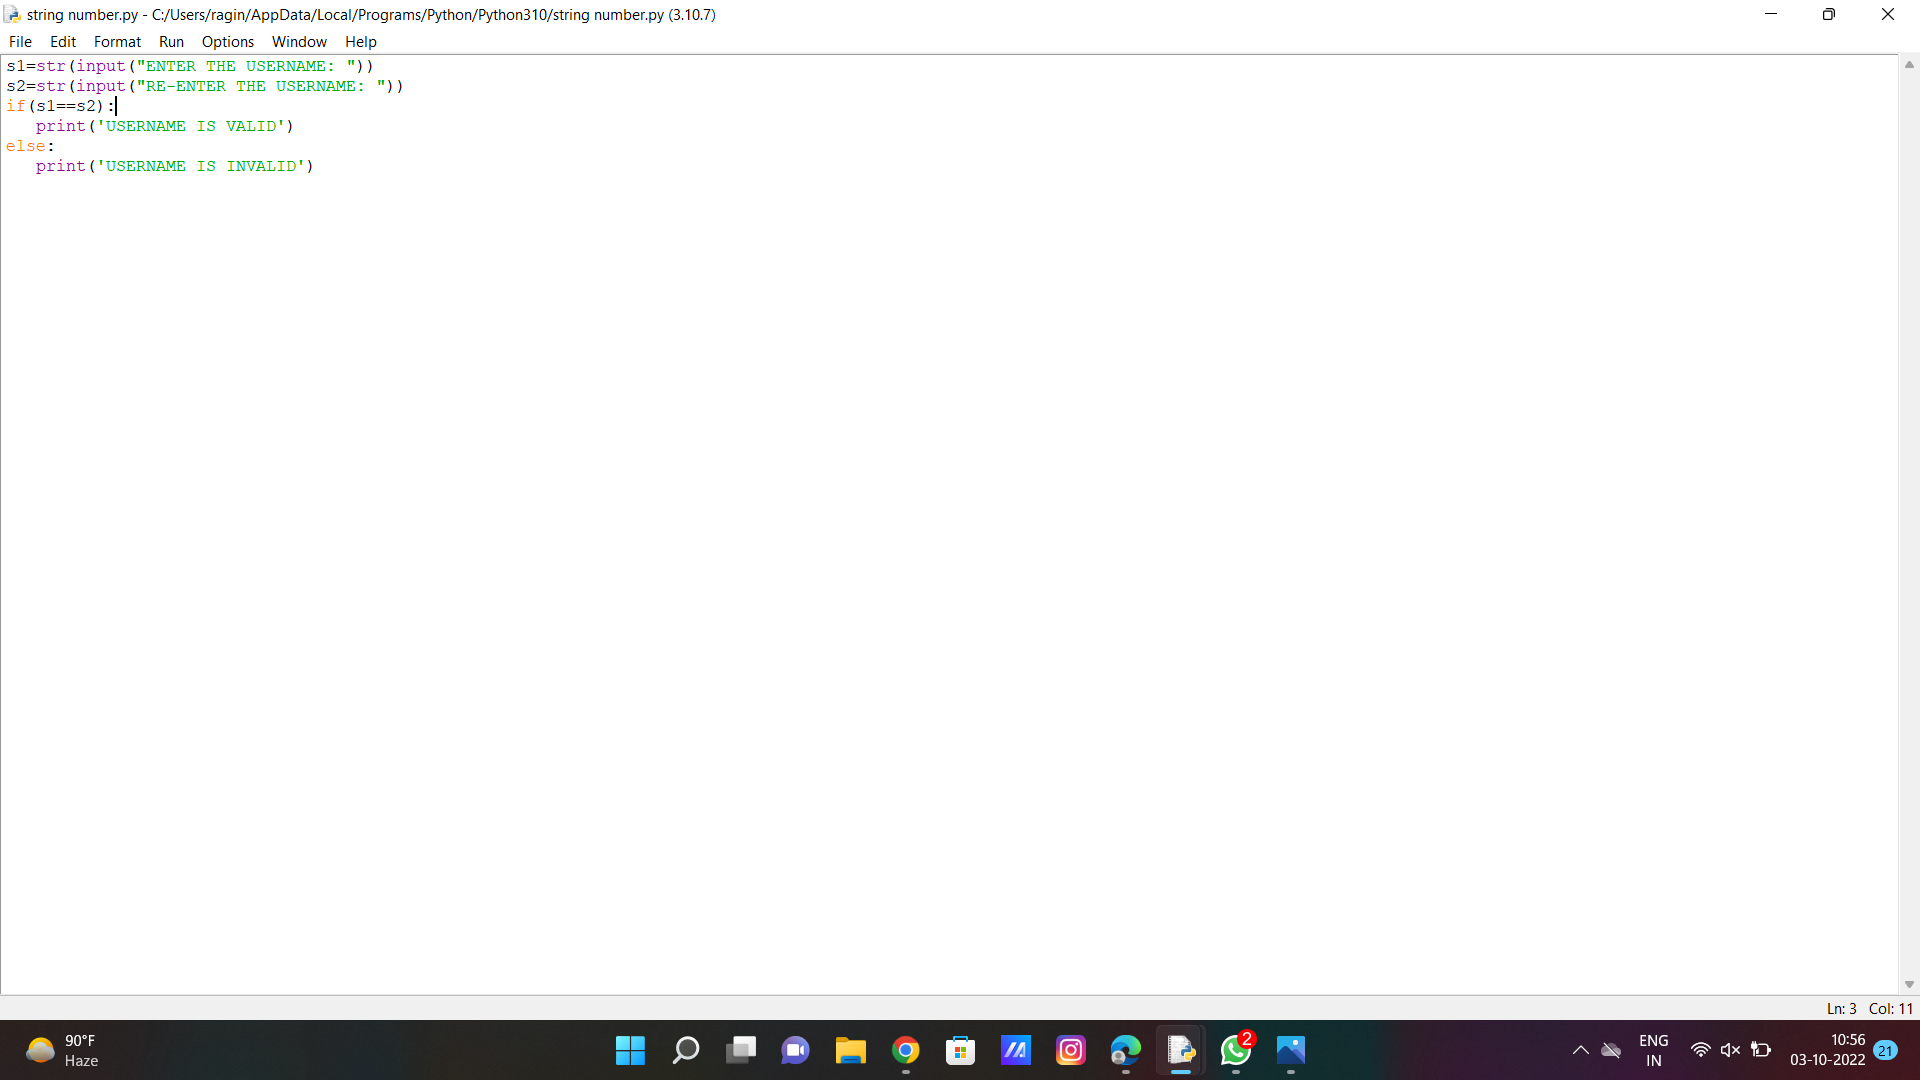 string number.py - C:/Users/ragin/AppData/Local/Programs/Python/Python310/string number.py (3.10.7)
File Edit Format Run Options Window Help
s1=str(input("ENTER THE USERNAME: "))
s2=str(input("RE-ENTER THE USERNAME: "))
if(s1==s2):
   print('USERNAME IS VALID')
else:
   print('USERNAME IS INVALID')
Ln: 3 Col: 11
90°F
Haze
2
ENG
IN
10:56
03-10-2022
21